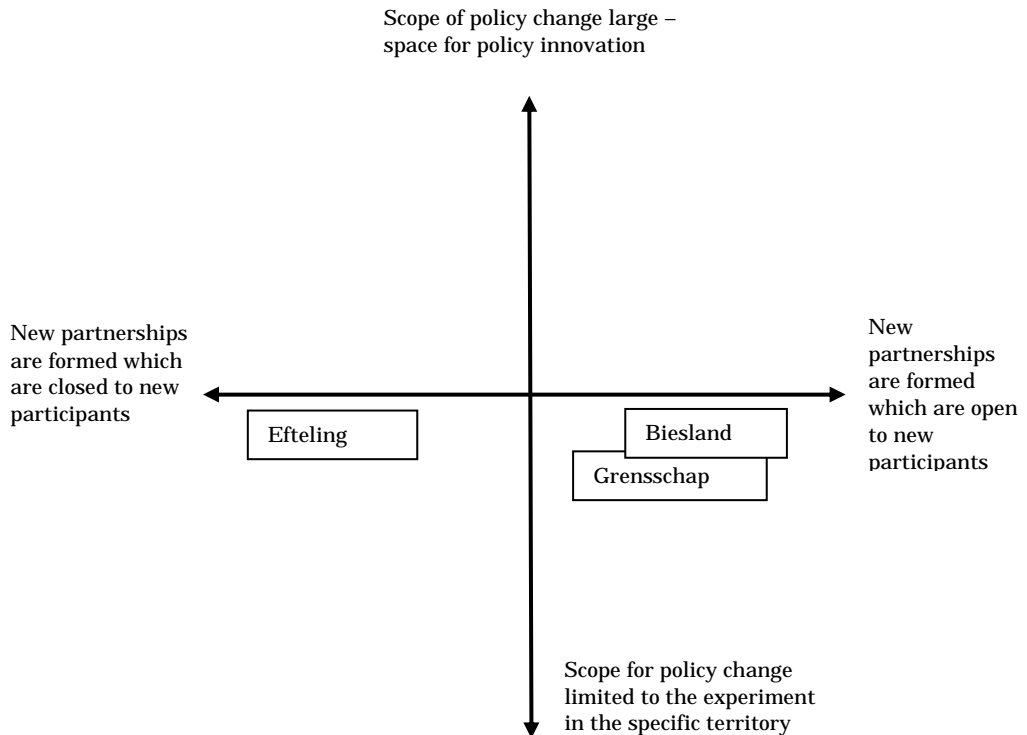 Scope of policy change large –
space for policy innovation
New partnerships
are formed which
are closed to new
participants
New
partnerships
are formed
which are open
to new
participants
Efteling
Biesland
Grensschap
Scope for policy change
limited to the experiment
in the specific territory